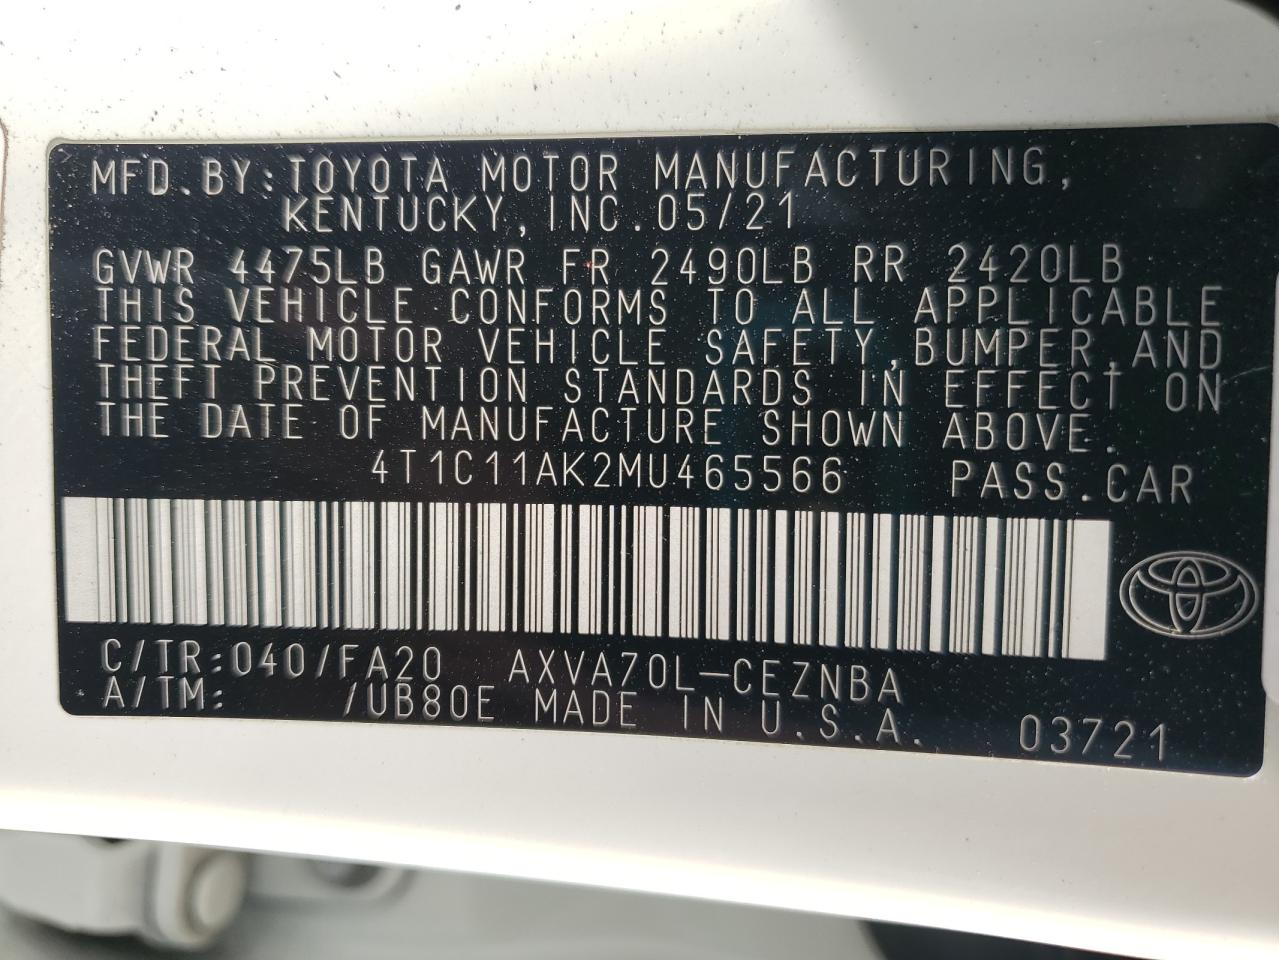 MFD.BY:TOYOTA MOTOR MANUFACTURING,
KENTUCKY,INC.05/21
GVWR 4475LB GAWR FR 2490LB RR 2420LB
THIS VEHICLE CONFORMS TO ALL APPLICABLE
FEDERAL MOTOR VEHICLE SAFETY,BUMPER,AND
THEFT PREVENTION STANDARDS IN EFFECT ON
THE DATE OF MANUFACTURE SHOWN ABOVE.
4T1C11AK2MU465566 PASS.CAR
C/TR:040/FA20 AXVA70L-CEZNBA
A/TM: /UB80E MADE IN U.S.A. 03721